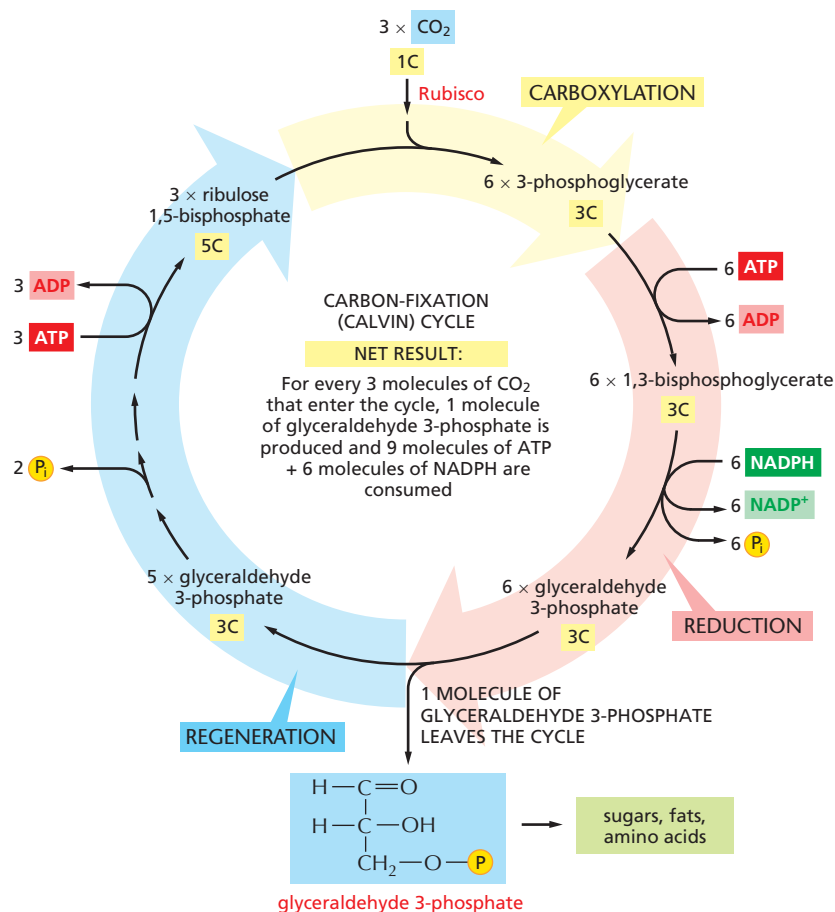 3 × CO₂
1C
Rubisco
CARBOXYLATION
6 × 3-phosphoglycerate
3C
6 ATP
6 ADP
6 × 1,3-bisphosphoglycerate
3C
6 NADPH
6 NADP⁺
6 Pᵢ
REDUCTION
6 × glyceraldehyde
3-phosphate
3C
1 MOLECULE OF
GLYCERALDEHYDE 3-PHOSPHATE
LEAVES THE CYCLE
REGENERATION
5 × glyceraldehyde
3-phosphate
3C
2 Pᵢ
3 ATP
3 ADP
3 × ribulose
1,5-bisphosphate
5C
CARBON-FIXATION
(CALVIN) CYCLE
NET RESULT:
For every 3 molecules of CO₂
that enter the cycle, 1 molecule
of glyceraldehyde 3-phosphate is
produced and 9 molecules of ATP
+ 6 molecules of NADPH are
consumed
H—C=O
H—C—OH
CH₂—O—P
glyceraldehyde 3-phosphate
sugars, fats,
amino acids